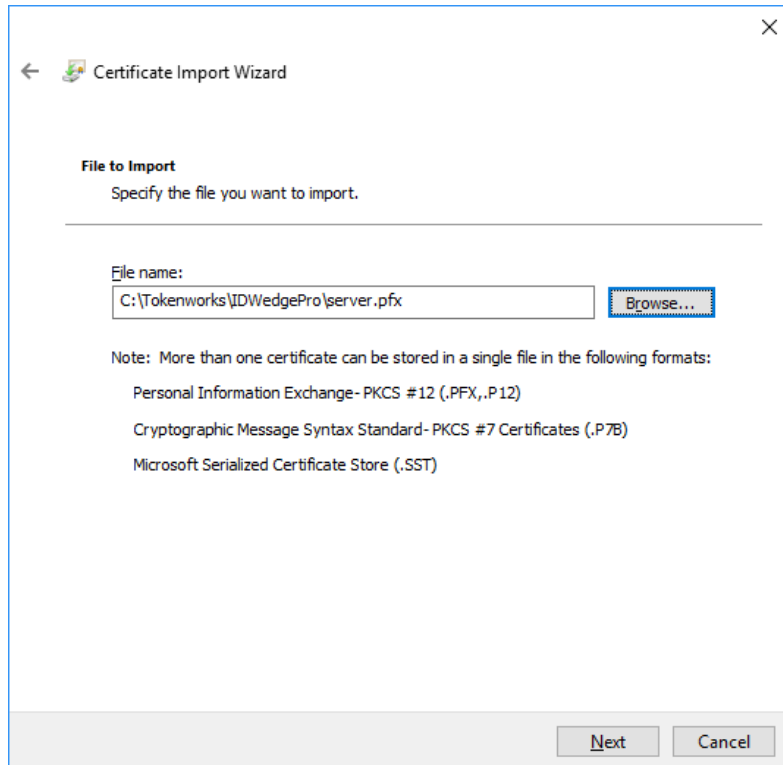 Certificate Import Wizard
File to Import
Specify the file you want to import.
File name:
C:\Tokenworks\IDWedgePro\server.pfx
Browse...
Note: More than one certificate can be stored in a single file in the following formats:
Personal Information Exchange- PKCS #12 (.PFX,.P12)
Cryptographic Message Syntax Standard- PKCS #7 Certificates (.P7B)
Microsoft Serialized Certificate Store (.SST)
Next
Cancel